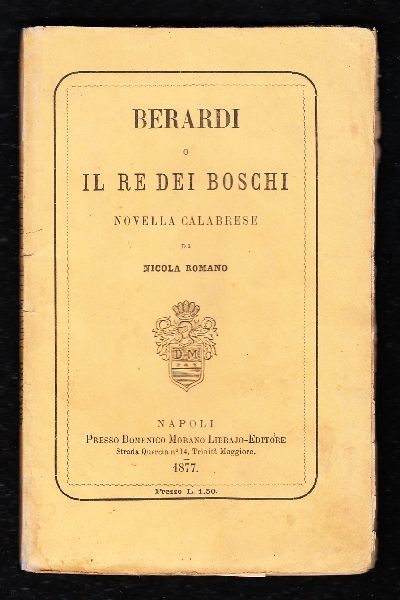 BERARDI
O
IL RE DEI BOSCHI
NOVELLA CALABRESE
DI
NICOLA ROMANO
D M
NAPOLI
PRESSO DOMENICO MORANO LIBRAJO-EDITORE
Strada Quercia nº 14, Trinità Maggiore.
1877.
Prezzo L. 1,50.